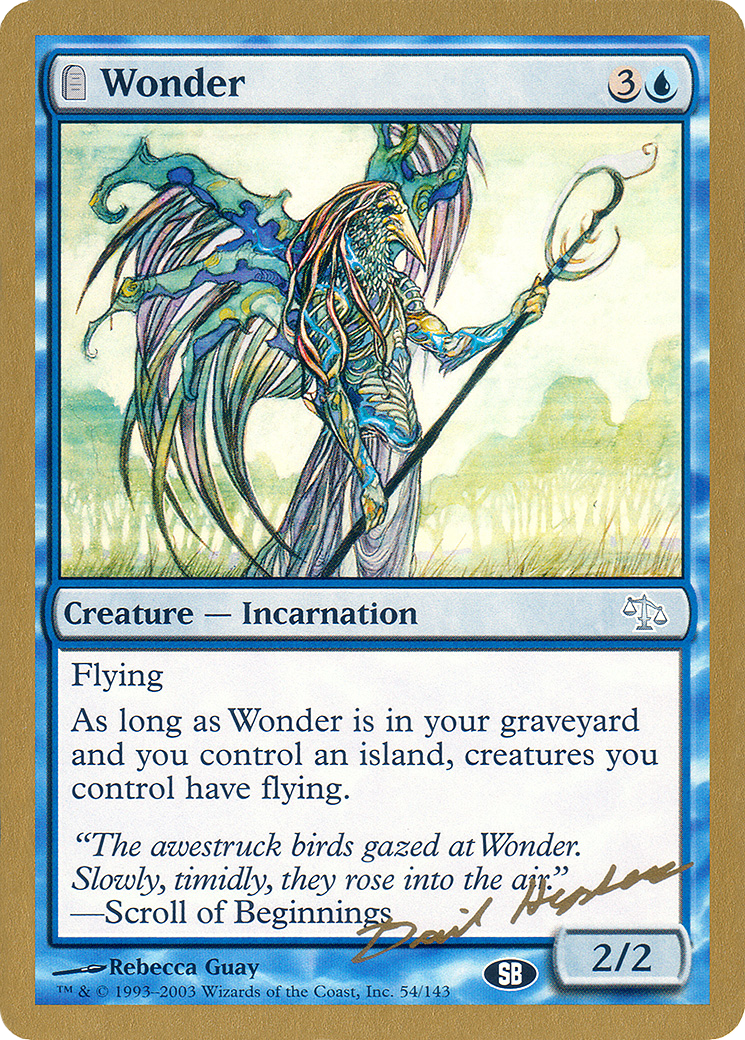 Wonder 3
Creature — Incarnation
Flying
As long as Wonder is in your graveyard
and you control an island, creatures you
control have flying.
“The awestruck birds gazed at Wonder.
Slowly, timidly, they rose into the air.”
—Scroll of Beginnings
Rebecca Guay
SB
2/2
™ & © 1993–2003 Wizards of the Coast, Inc. 54/143